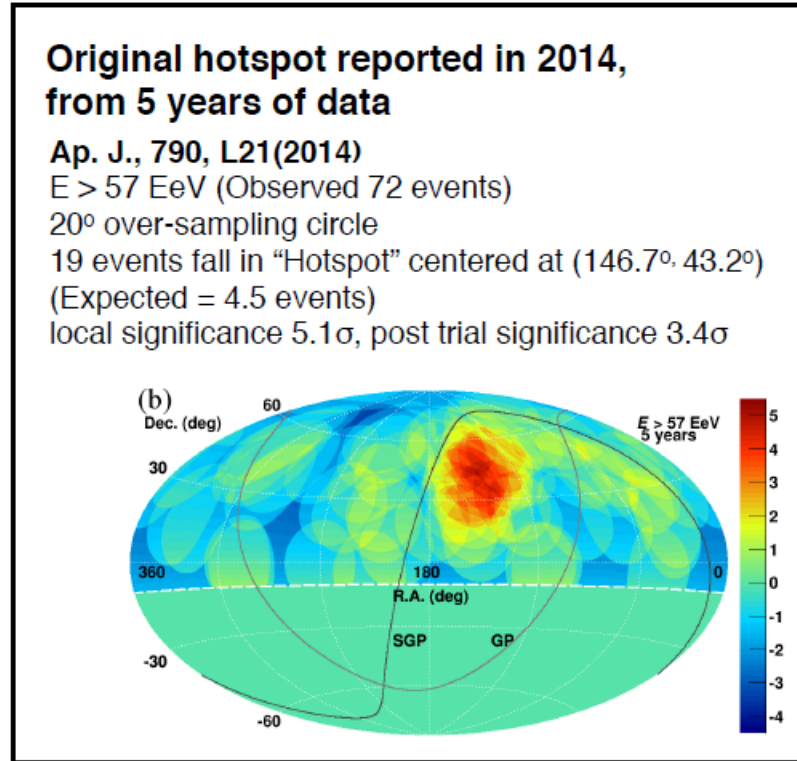 Original hotspot reported in 2014,
from 5 years of data
Ap. J., 790, L21(2014)
E > 57 EeV (Observed 72 events)
20º over-sampling circle
19 events fall in “Hotspot” centered at (146.7º, 43.2º)
(Expected = 4.5 events)
local significance 5.1σ, post trial significance 3.4σ
(b)
60
Dec. (deg)
E > 57 EeV
5 years
30
360
180
0
R.A. (deg)
SGP
GP
-30
-60
5
4
3
2
1
0
-1
-2
-3
-4